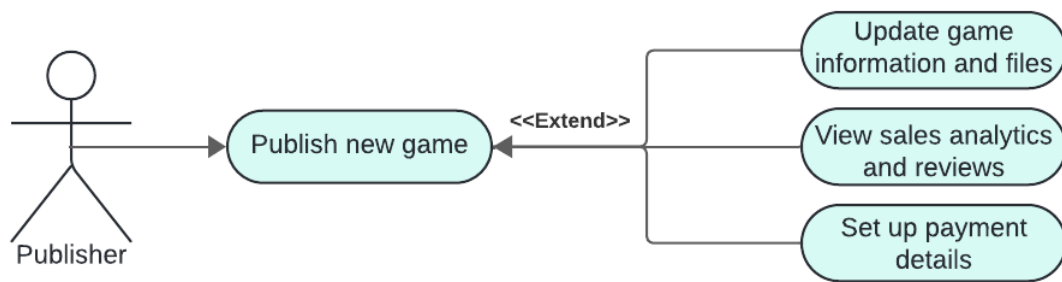 Update game
information and files
<<Extend>>
Publish new game
View sales analytics
and reviews
Set up payment
details
Publisher